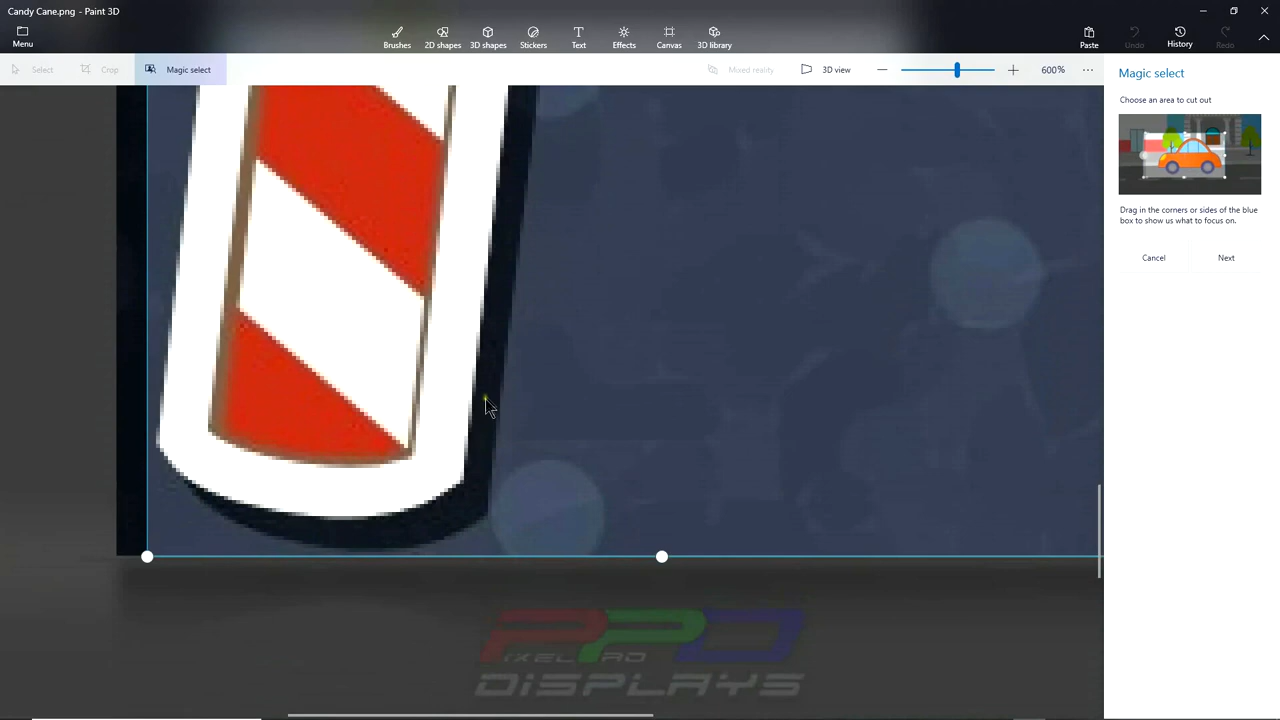 Candy Cane.png - Paint 3D
Menu
Brushes
2D shapes
3D shapes
Stickers
Text
Effects
Canvas
3D library
Paste
Undo
History
Redo
Select
Crop
Magic select
Mixed reality
3D view
600%
Magic select
Choose an area to cut out
Drag in the corners or sides of the blue
box to show us what to focus on.
Cancel
Next
PPD
IXEL RO
DiSPLAYS